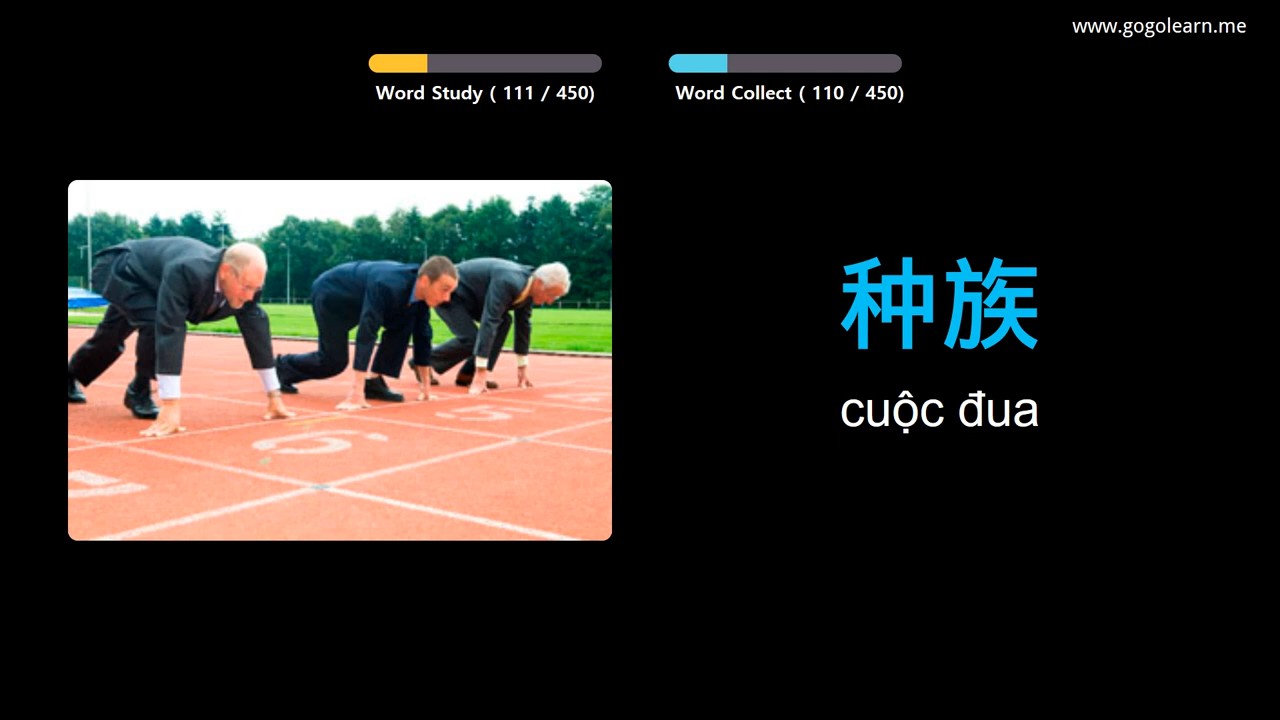 www.gogolearn.me
Word Study ( 111 / 450)
Word Collect ( 110 / 450)
种族
cuộc đua